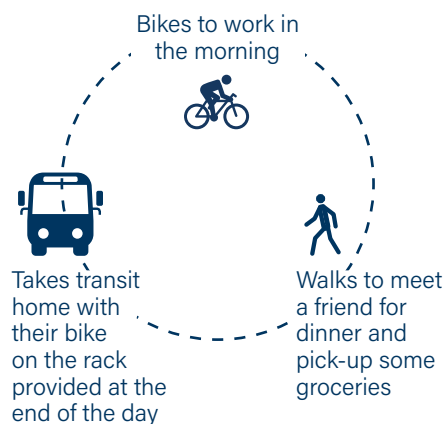 Bikes to work in
the morning
Walks to meet
a friend for
dinner and
pick-up some
groceries
Takes transit
home with
their bike
on the rack
provided at the
end of the day